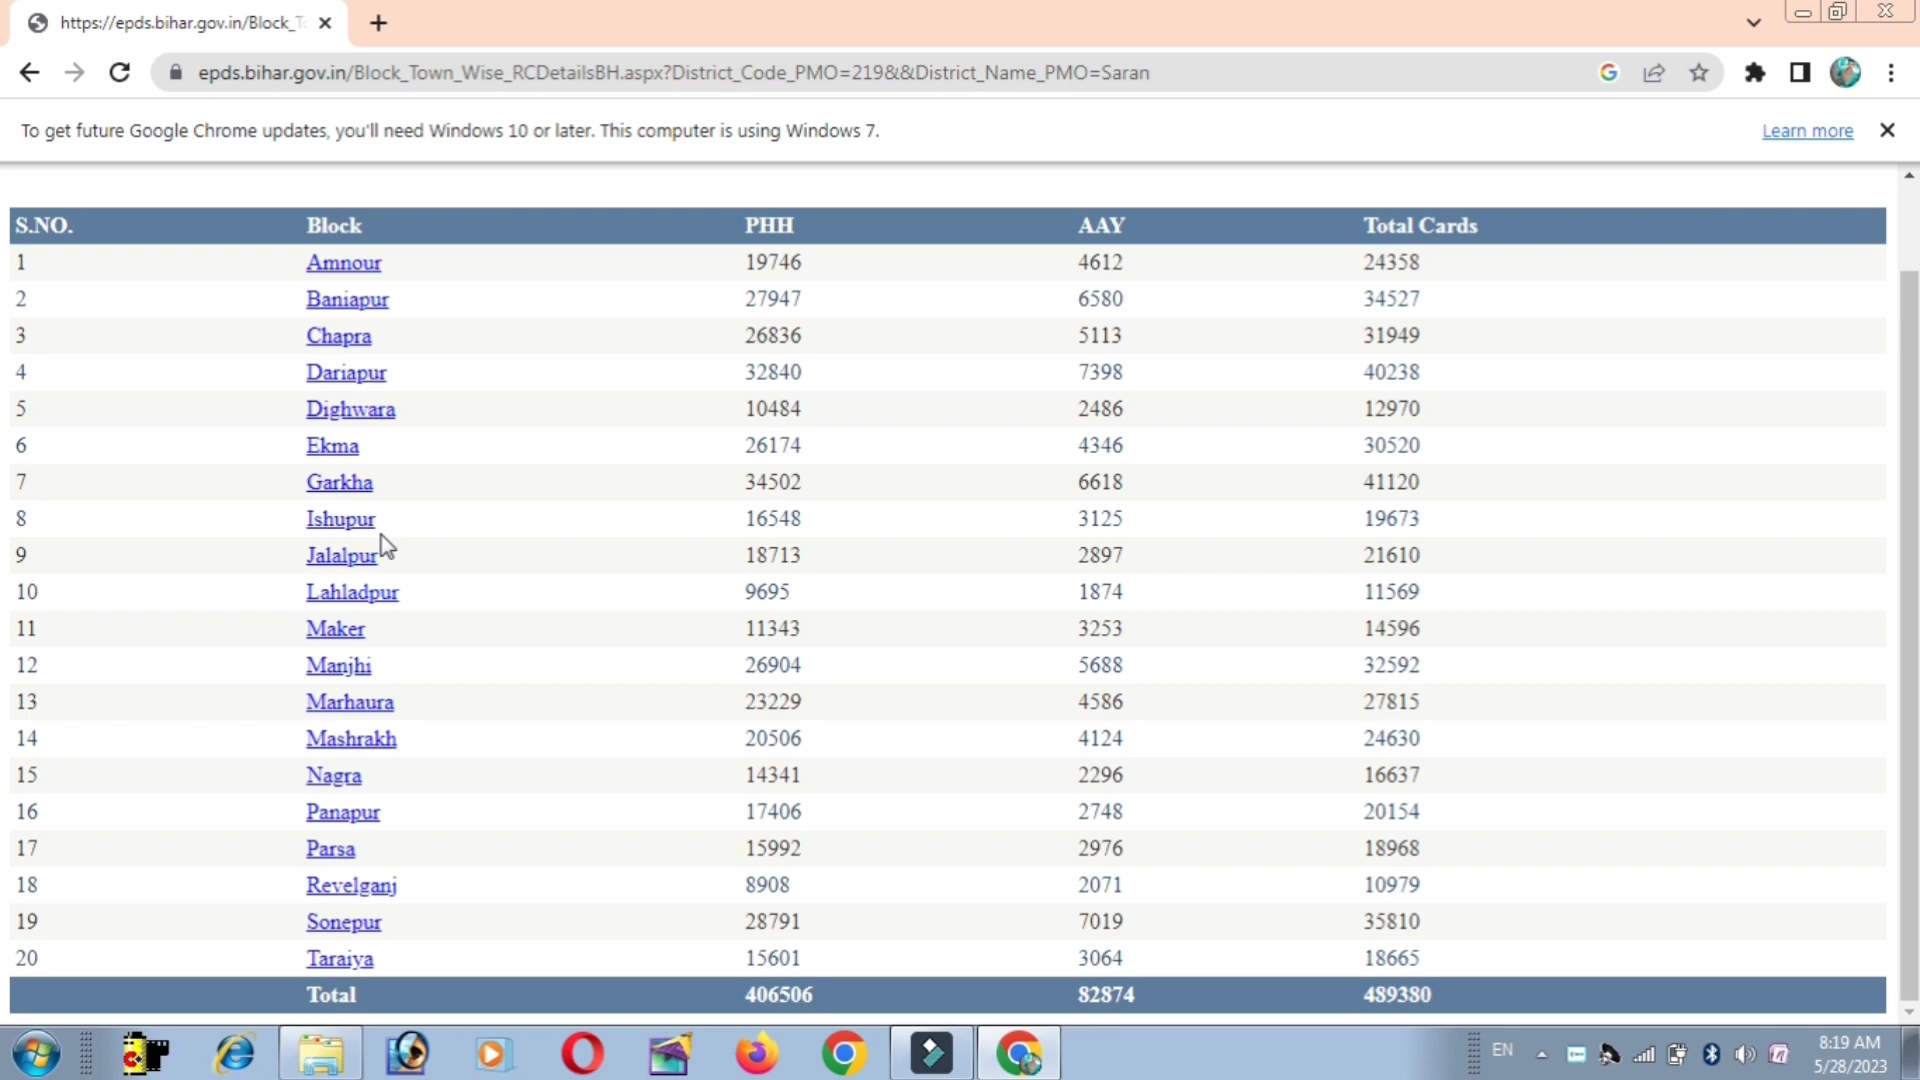 https://epds.bihar.gov.in/Block_T
epds.bihar.gov.in/Block_Town_Wise_RCDetailsBH.aspx?District_Code_PMO=219&&District_Name_PMO=Saran
To get future Google Chrome updates, you'll need Windows 10 or later. This computer is using Windows 7. Learn more
S.NO. Block PHH AAY Total Cards
1 Amnour 19746 4612 24358
2 Baniapur 27947 6580 34527
3 Chapra 26836 5113 31949
4 Dariapur 32840 7398 40238
5 Dighwara 10484 2486 12970
6 Ekma 26174 4346 30520
7 Garkha 34502 6618 41120
8 Ishupur 16548 3125 19673
9 Jalalpur 18713 2897 21610
10 Lahladpur 9695 1874 11569
11 Maker 11343 3253 14596
12 Manjhi 26904 5688 32592
13 Marhaura 23229 4586 27815
14 Mashrakh 20506 4124 24630
15 Nagra 14341 2296 16637
16 Panapur 17406 2748 20154
17 Parsa 15992 2976 18968
18 Revelganj 8908 2071 10979
19 Sonepur 28791 7019 35810
20 Taraiya 15601 3064 18665
Total 406506 82874 489380
EN
8:19 AM
5/28/2023